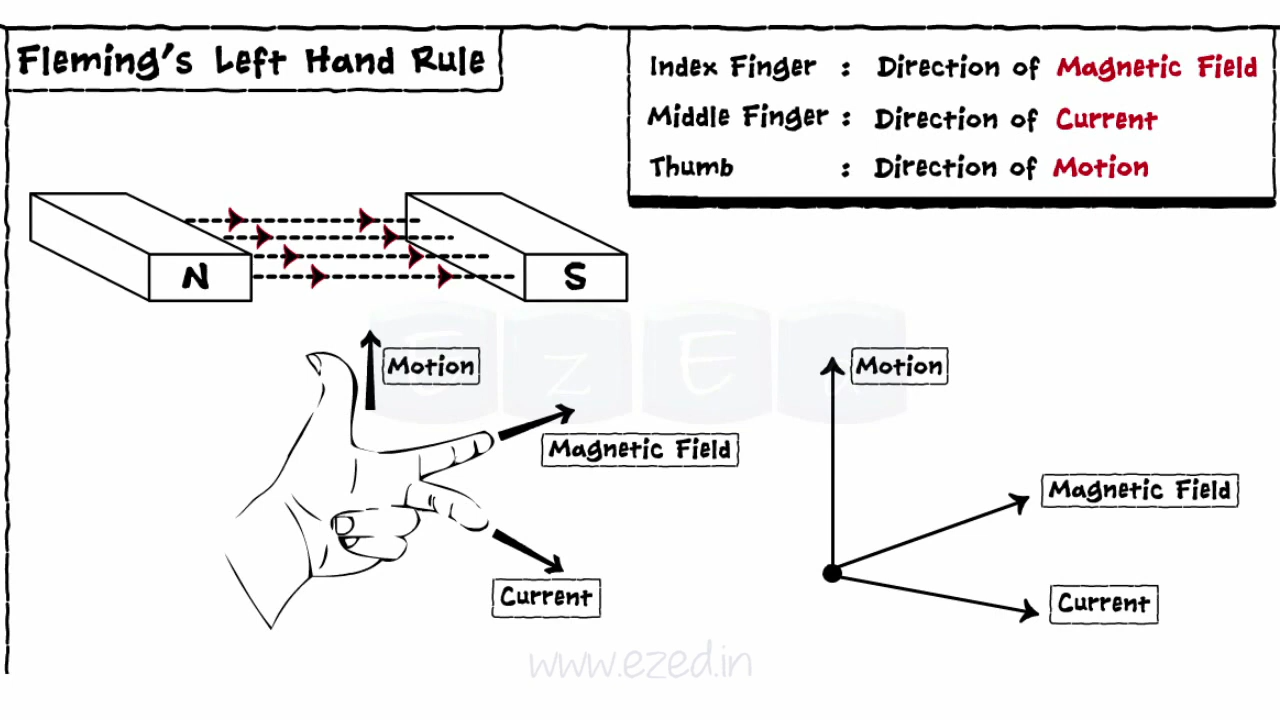 Fleming's Left Hand Rule
Index Finger : Direction of Magnetic Field
Middle Finger : Direction of Current
Thumb : Direction of Motion
N
S
Motion
Magnetic Field
Current
Motion
Magnetic Field
Current
www.ezed.in